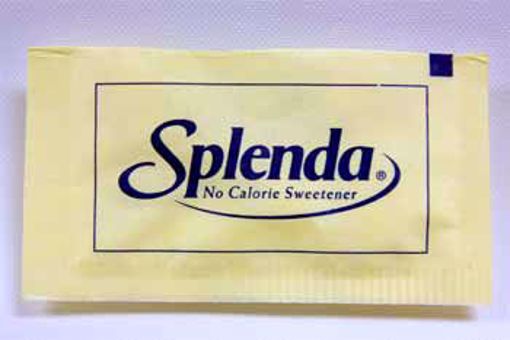 Splenda®
No Calorie Sweetener